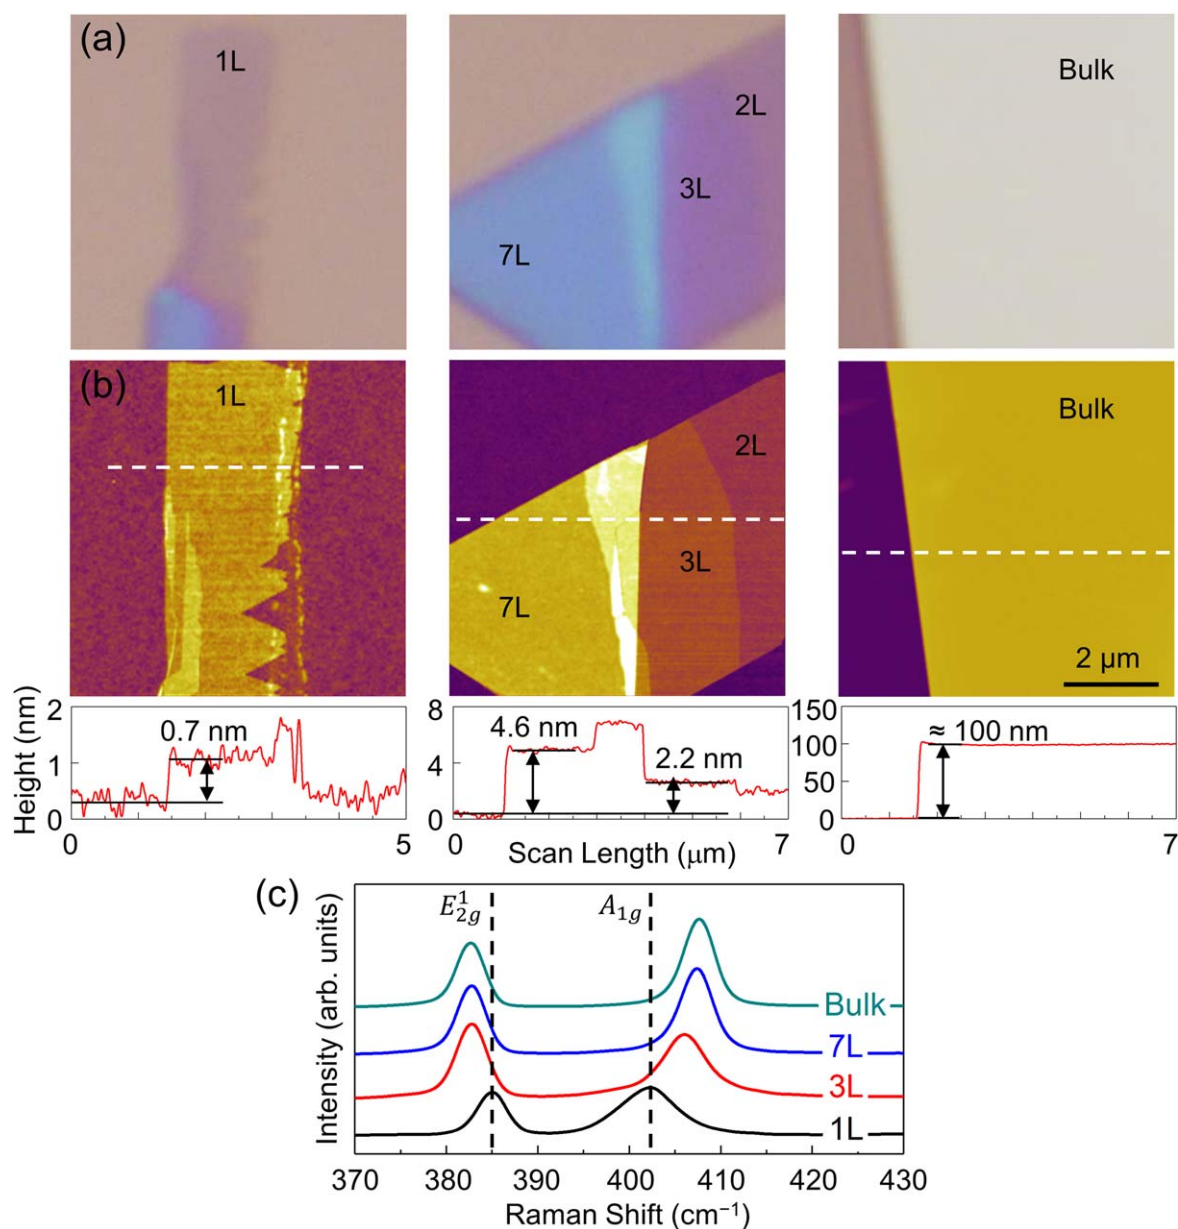 (a)
1L
2L
3L
7L
Bulk
(b)
1L
2L
3L
7L
Bulk
2 μm
Height (nm)
2
1
0
0.7 nm
0
5
8
4
0
4.6 nm
2.2 nm
0
7
150
100
50
0
≈ 100 nm
0
7
Scan Length (μm)
(c)
E¹₂g
A₁g
Intensity (arb. units)
Bulk
7L
3L
1L
370 380 390 400 410 420 430
Raman Shift (cm⁻¹)